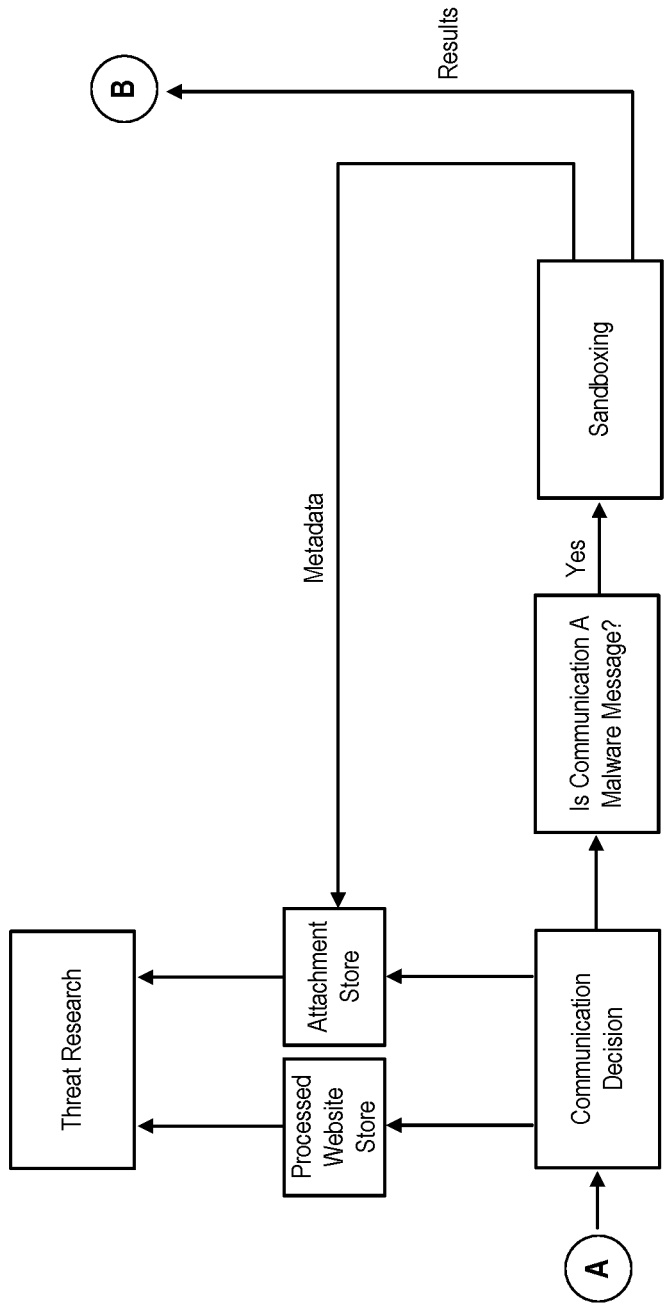 Threat Research
Processed
Website
Store
Attachment
Store
Metadata
B
Results
A
Communication
Decision
Is Communication A
Malware Message?
Yes
Sandboxing